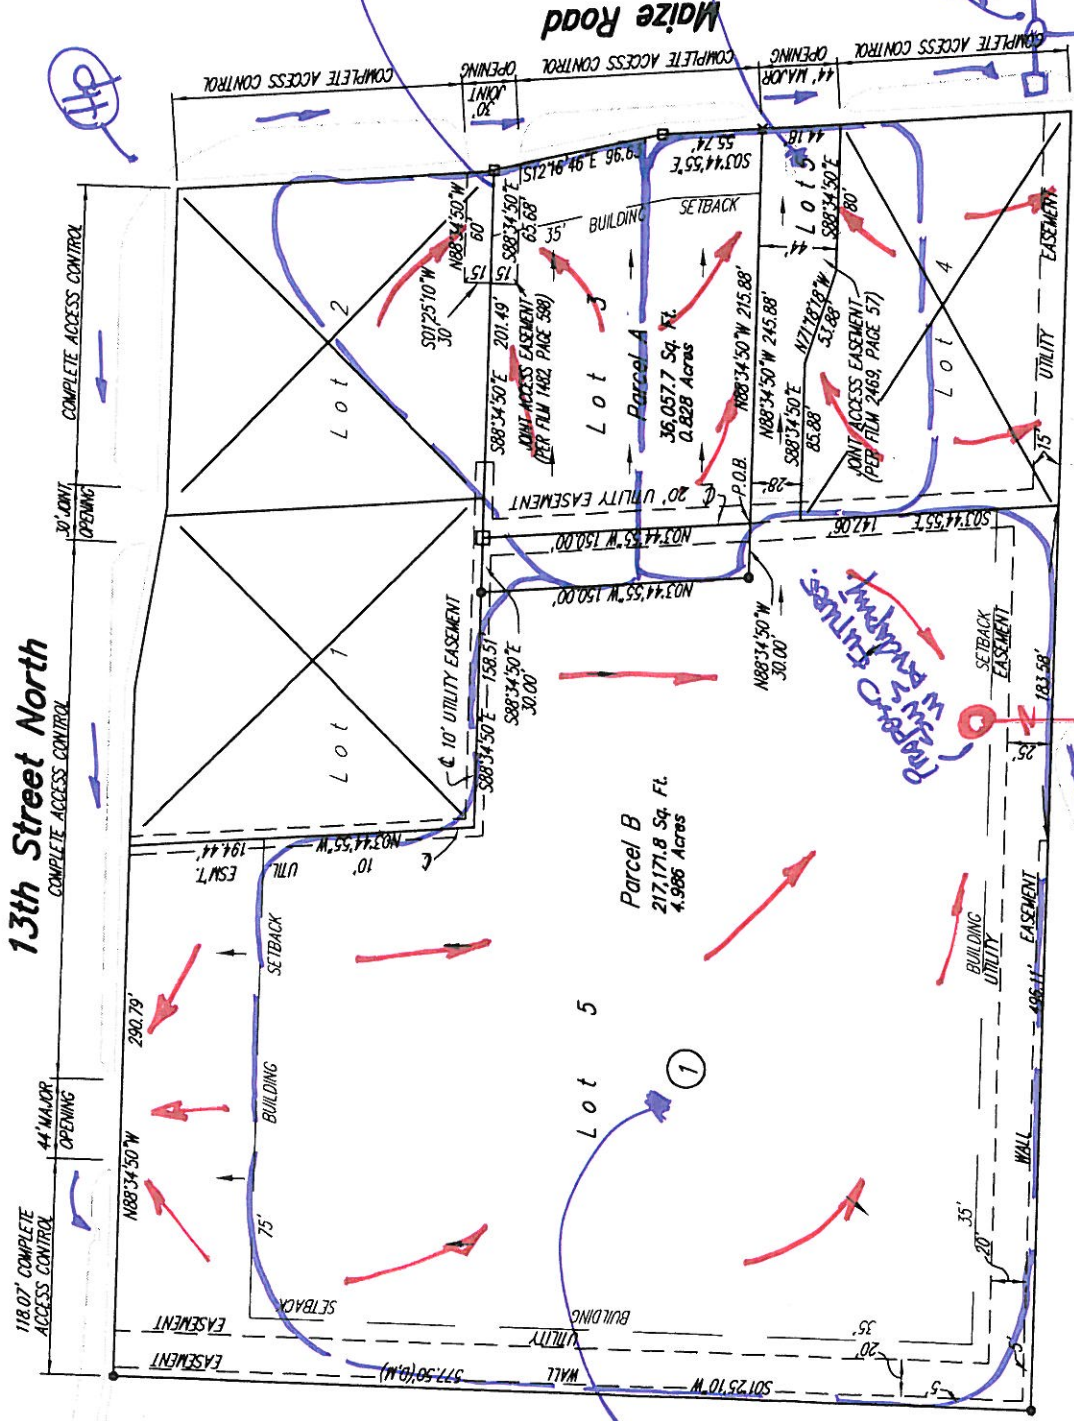 Maize Road
OFF
COMPLETE ACCESS CONTROL
30' JOINT
OPENING
COMPLETE ACCESS CONTROL
44' MAJOR
OPENING
COMPLETE ACCESS CONTROL
13th Street North
118.07' COMPLETE
ACCESS CONTROL
44' MAJOR
OPENING
COMPLETE ACCESS CONTROL
30' JOINT
OPENING
COMPLETE ACCESS CONTROL
N88°34'50"W
290.79'
Lot 2
N88°34'50"W
60'
S01°25'10"W
30'
15'
15'
S88°34'50"E
65.68'
S12°16'46"E 96.69'
S03°44'55"E
55.74'
44.18'
35' BUILDING SETBACK
S88°34'50"E 201.49'
JOINT ACCESS EASEMENT
(PER FILM 1482, PAGE 598)
Lot 3
Parcel A
36,057.7 Sq. Ft.
0.828 Acres
N88°34'50"W 215.88'
N88°34'50"W 245.88'
20' UTILITY EASEMENT
P.O.B.
Lot 5
44'
S88°34'50"E
80'
N71°18'18"W
53.88'
S88°34'50"E
85.88'
28'
JOINT ACCESS EASEMENT
(PER FILM 2469, PAGE 57)
Lot 4
15' UTILITY EASEMENT
S03°44'55"E 147.06'
N03°44'55"W 150.00'
N03°44'55"W 150.00'
N88°34'50"W
30.00'
S88°34'50"E
30.00'
Lot 1
10' UTILITY EASEMENT
S88°34'50"E 158.51'
N03°44'55"W 194.44'
10' UTIL ESM'T.
PROPOSED FUTURE
SWS
SETBACK
EASEMENT
183.58'
25'
Parcel B
217,171.8 Sq. Ft.
4.986 Acres
BUILDING SETBACK
75'
Lot 5
1
BUILDING
UTILITY
35'
20'
WALL EASEMENT
496.11'
5'
BUILDING SETBACK
35'
UTILITY EASEMENT
20'
WALL EASEMENT
5'
577.50'(D,M)
S01°25'10"W